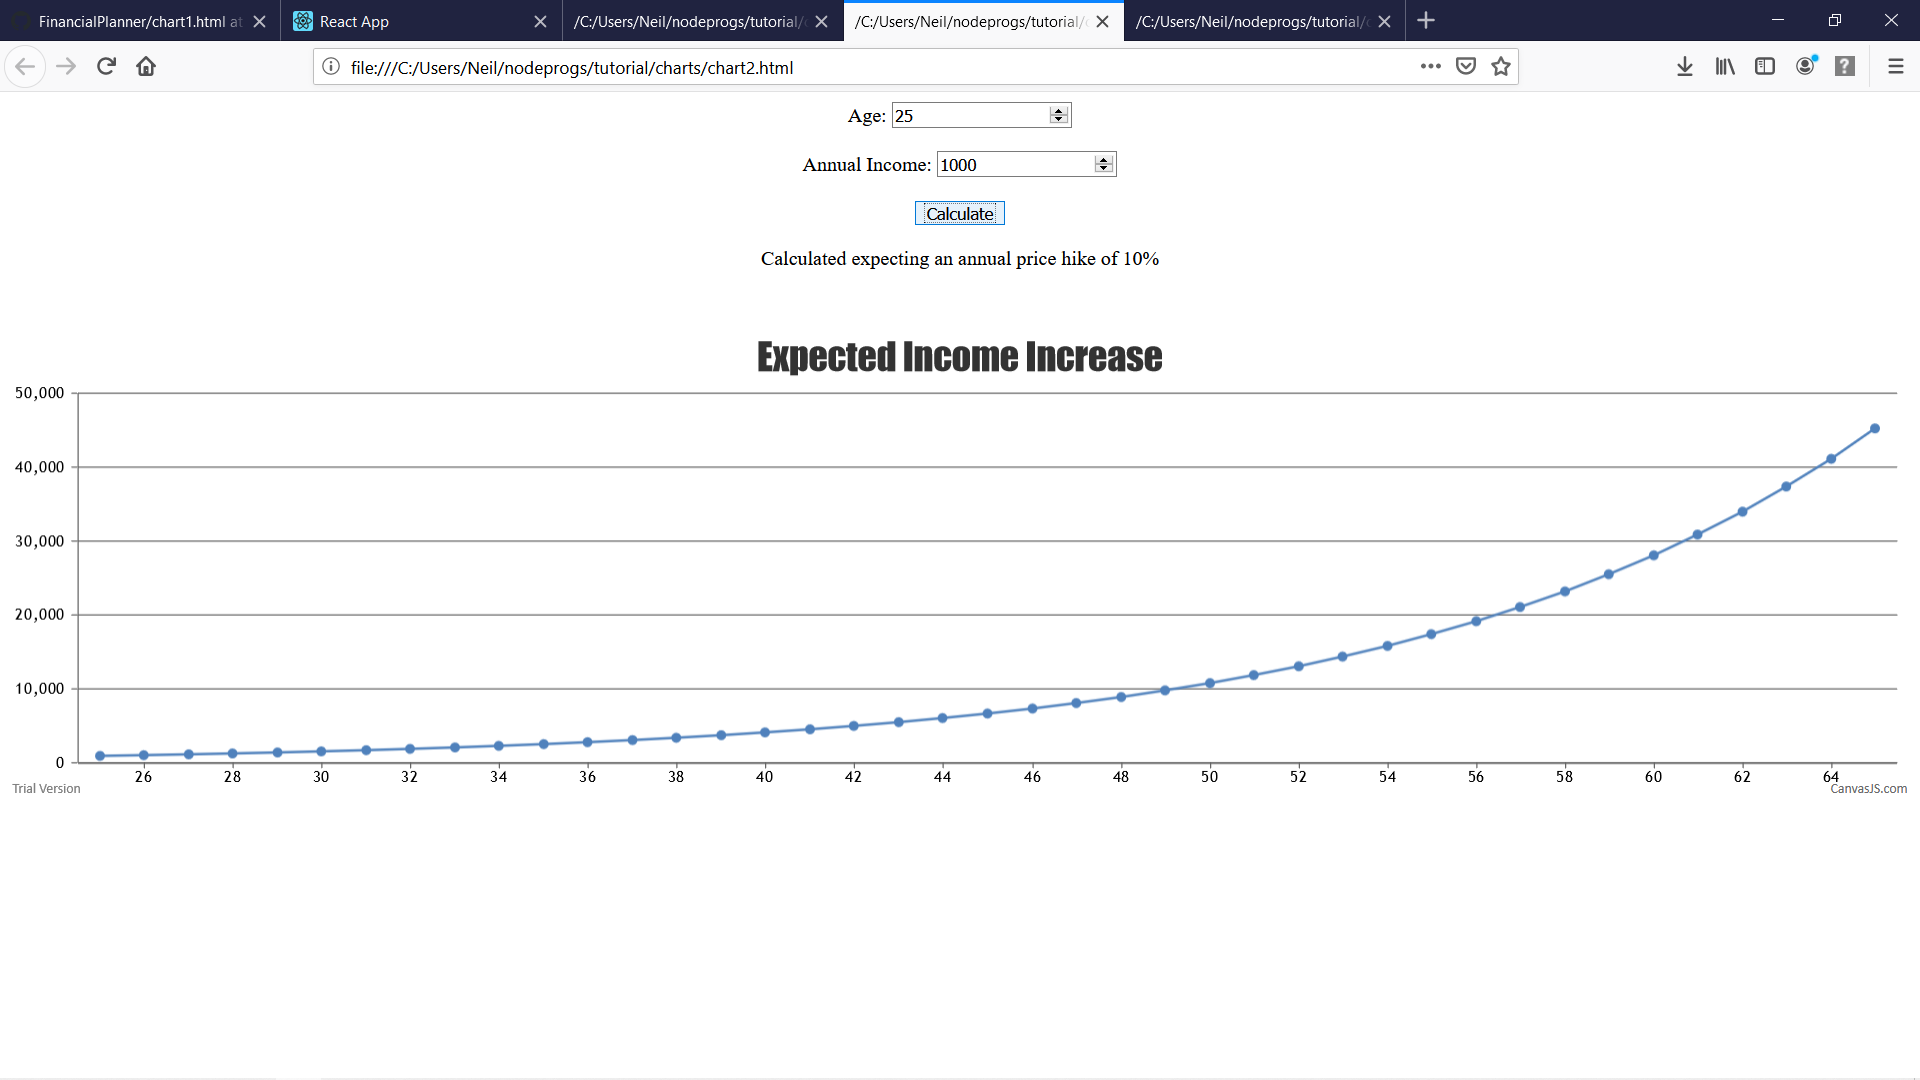 FinancialPlanner/chart1.html at
React App
/C:/Users/Neil/nodeprogs/tutorial/
/C:/Users/Neil/nodeprogs/tutorial/
/C:/Users/Neil/nodeprogs/tutorial/
file:///C:/Users/Neil/nodeprogs/tutorial/charts/chart2.html
Age: 25
Annual Income: 1000
Calculate
Calculated expecting an annual price hike of 10%
Expected Income Increase
50,000
40,000
30,000
20,000
10,000
0
26 28 30 32 34 36 38 40 42 44 46 48 50 52 54 56 58 60 62 64
Trial Version
CanvasJS.com